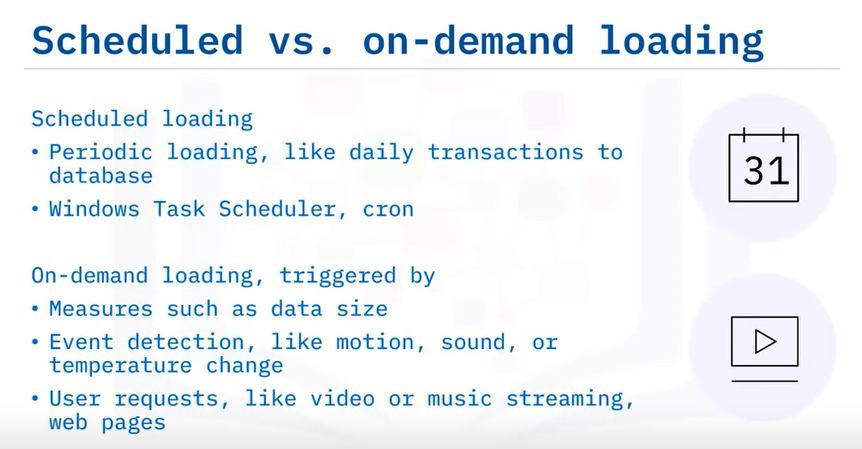 Scheduled vs. on-demand loading
Scheduled loading
• Periodic loading, like daily transactions to
database
• Windows Task Scheduler, cron
31
On-demand loading, triggered by
• Measures such as data size
• Event detection, like motion, sound, or
temperature change
• User requests, like video or music streaming,
web pages